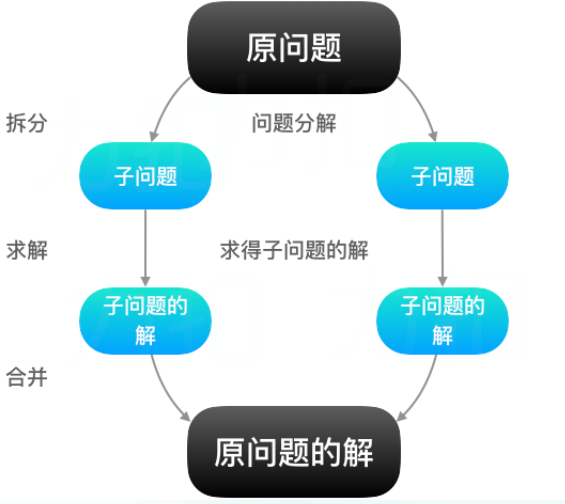 原问题
拆分
问题分解
子问题
子问题
求解
求得子问题的解
子问题的
解
子问题的
解
合并
原问题的解